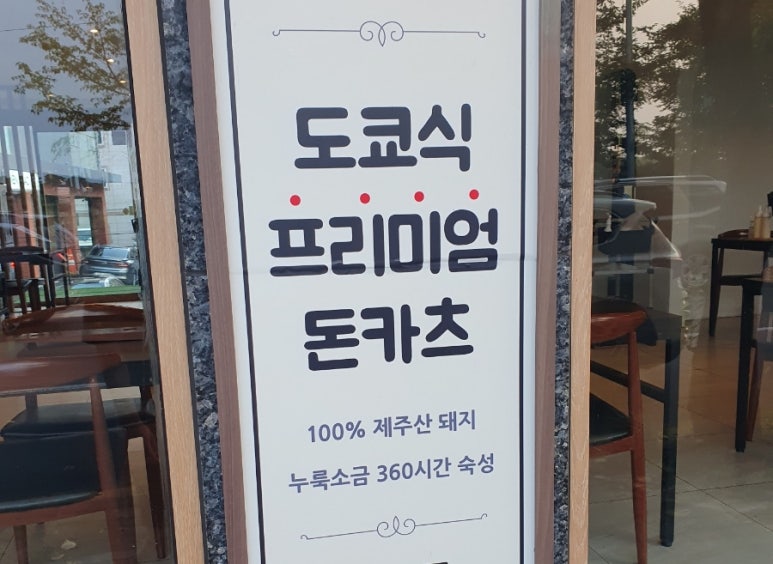 도쿄식
프리미엄
돈카츠
100% 제주산 돼지
누룩소금 360시간 숙성